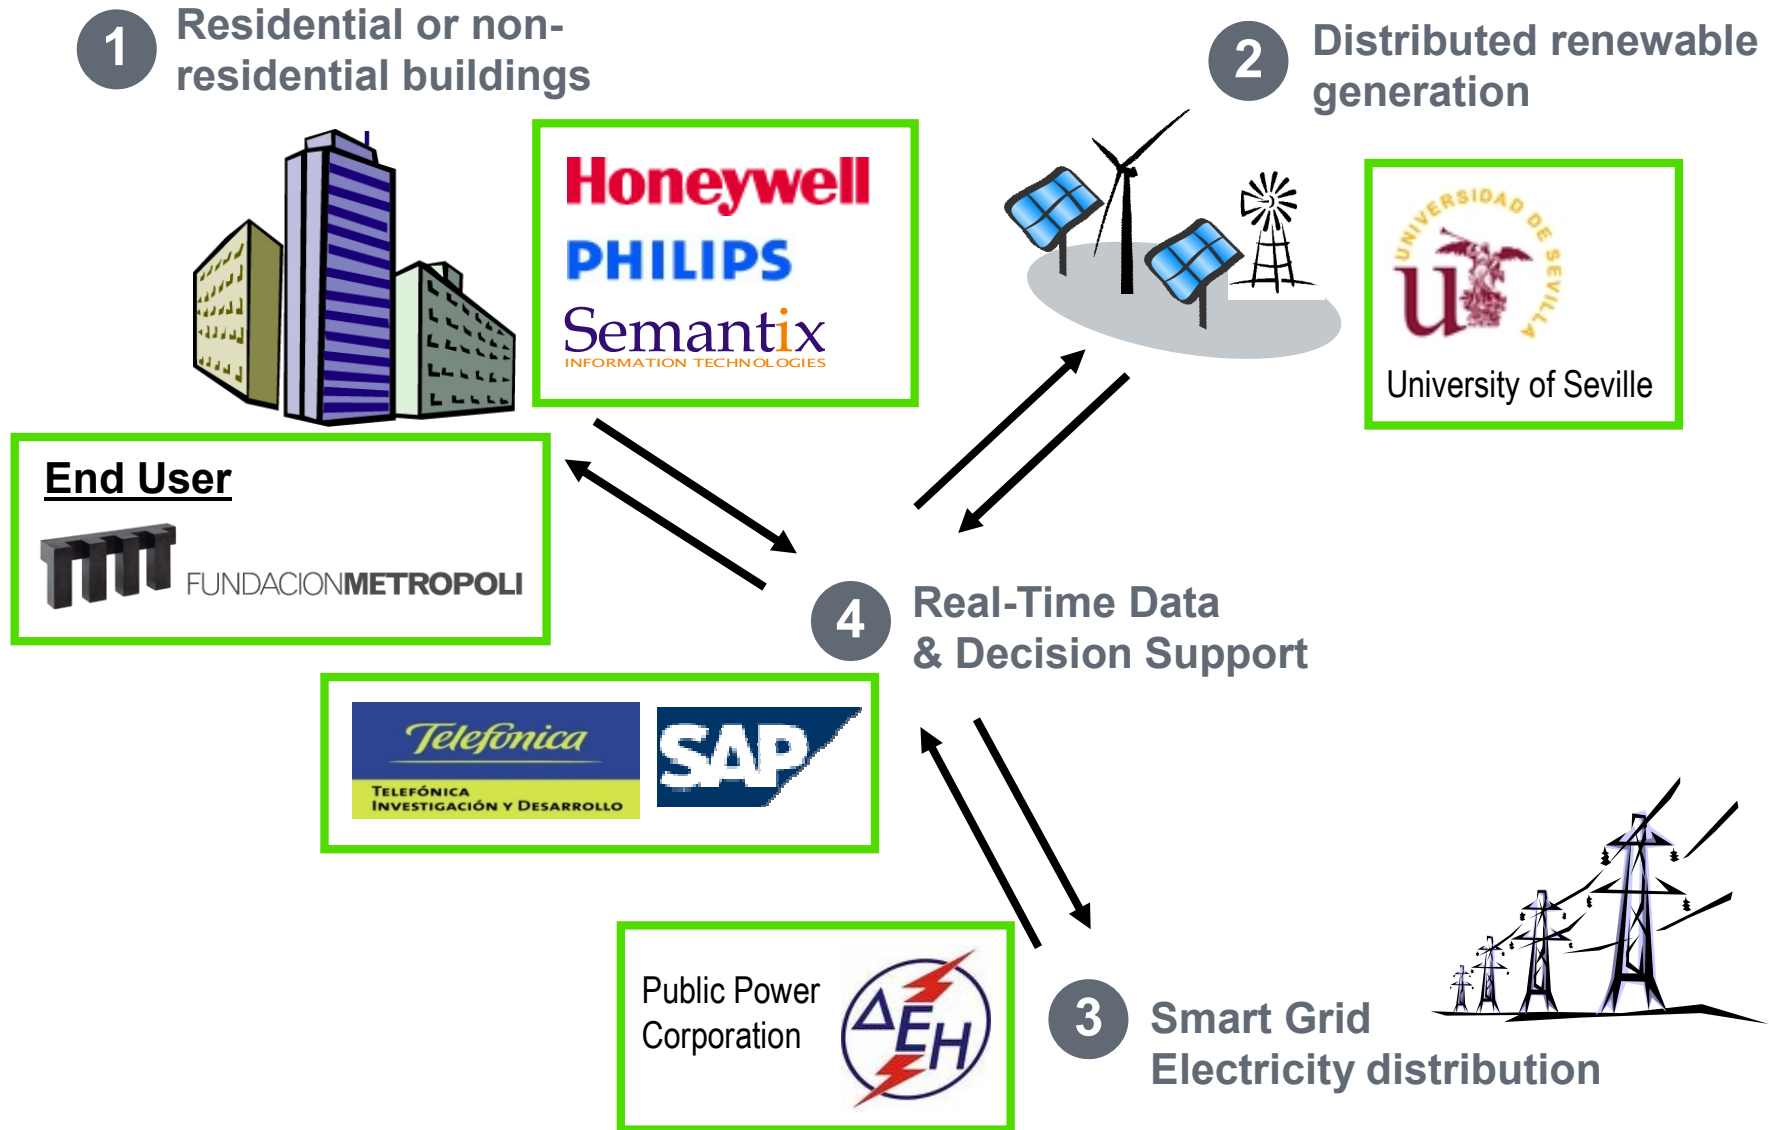 1
Residential or non-
residential buildings
2
Distributed renewable
generation
Honeywell
PHILIPS
Semantix
INFORMATION TECHNOLOGIES
UNIVERSIDAD DE SEVILLA
U
University of Seville
End User
FUNDACIONMETROPOLI
4
Real-Time Data
& Decision Support
Telefónica
TELEFÓNICA
INVESTIGACIÓN Y DESARROLLO
SAP
Public Power
Corporation
ΔΕΗ
3
Smart Grid
Electricity distribution